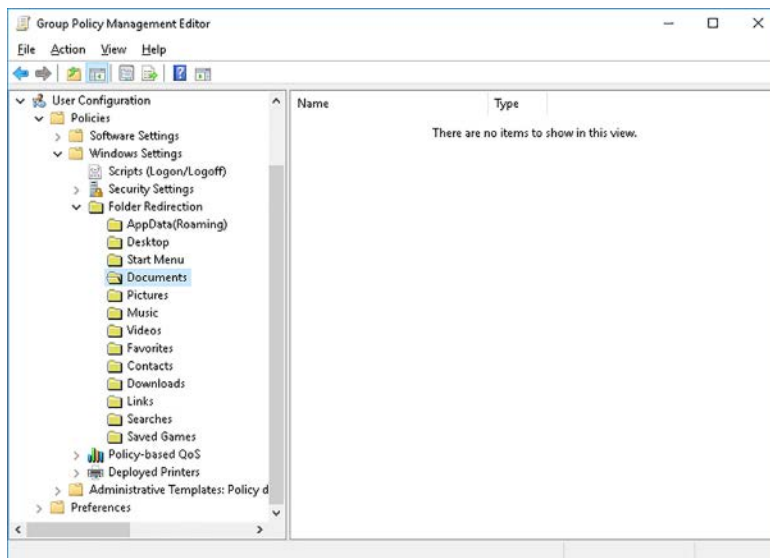 Group Policy Management Editor
File Action View Help
User Configuration
Policies
Software Settings
Windows Settings
Scripts (Logon/Logoff)
Security Settings
Folder Redirection
AppData(Roaming)
Desktop
Start Menu
Documents
Pictures
Music
Videos
Favorites
Contacts
Downloads
Links
Searches
Saved Games
Policy-based QoS
Deployed Printers
Administrative Templates: Policy d
Preferences
Name Type
There are no items to show in this view.